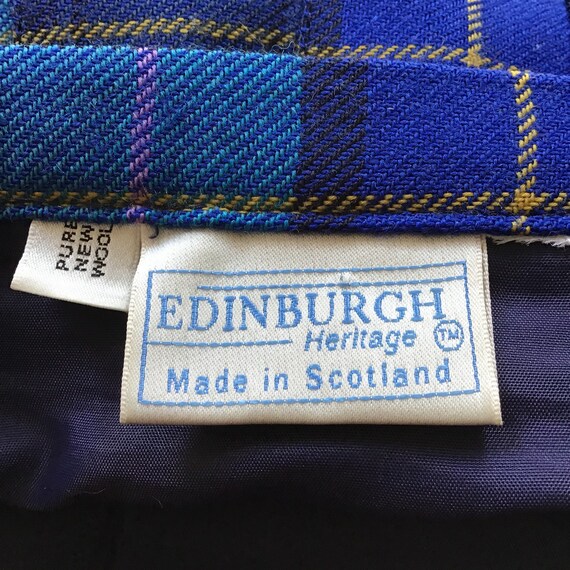 PURE
NEW
WOOL
EDINBURGH
Heritage TM
Made in Scotland